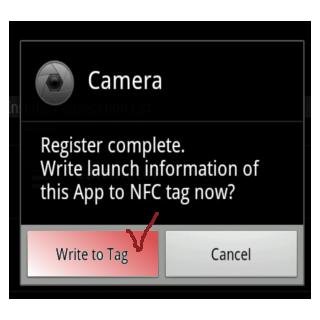 Camera
Register complete.
Write launch information of
this App to NFC tag now?
Write to Tag
Cancel